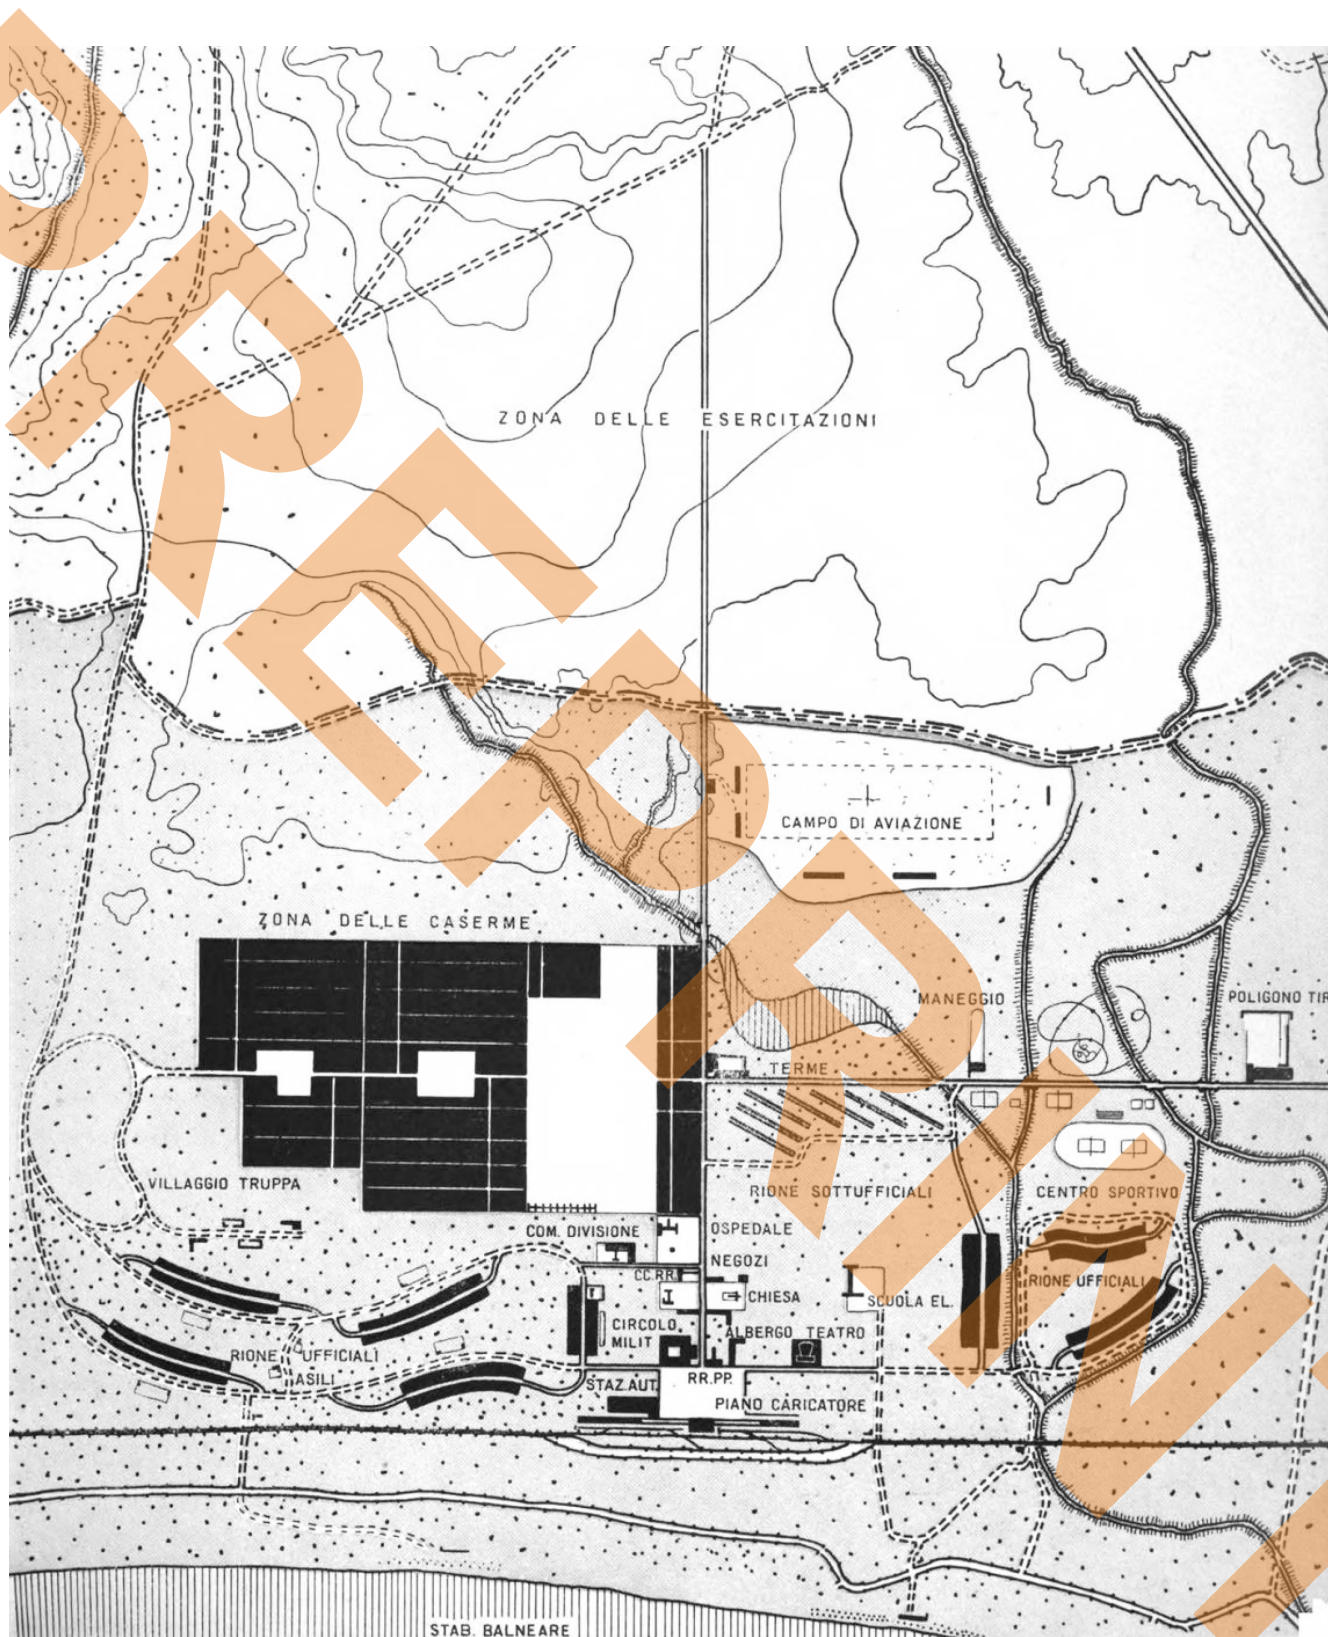 ZONA DELLE ESERCITAZIONI
CAMPO DI AVIAZIONE
ZONA DELLE CASERME
MANEGGIO
POLIGONO TIR
TERME
VILLAGGIO TRUPPA
RIONE SOTTUFFICIALI
CENTRO SPORTIVO
COM. DIVISIONE
OSPEDALE
NEGOZI
CC.RR.
CHIESA
SCUOLA EL.
RIONE UFFICIALI
CIRCOLO
MILIT
ALBERGO TEATRO
RIONE UFFICIALI
ASILI
STAZ. AUT.
RR.PP.
PIANO CARICATORE
STAB. BALNEARE
PREPRINT